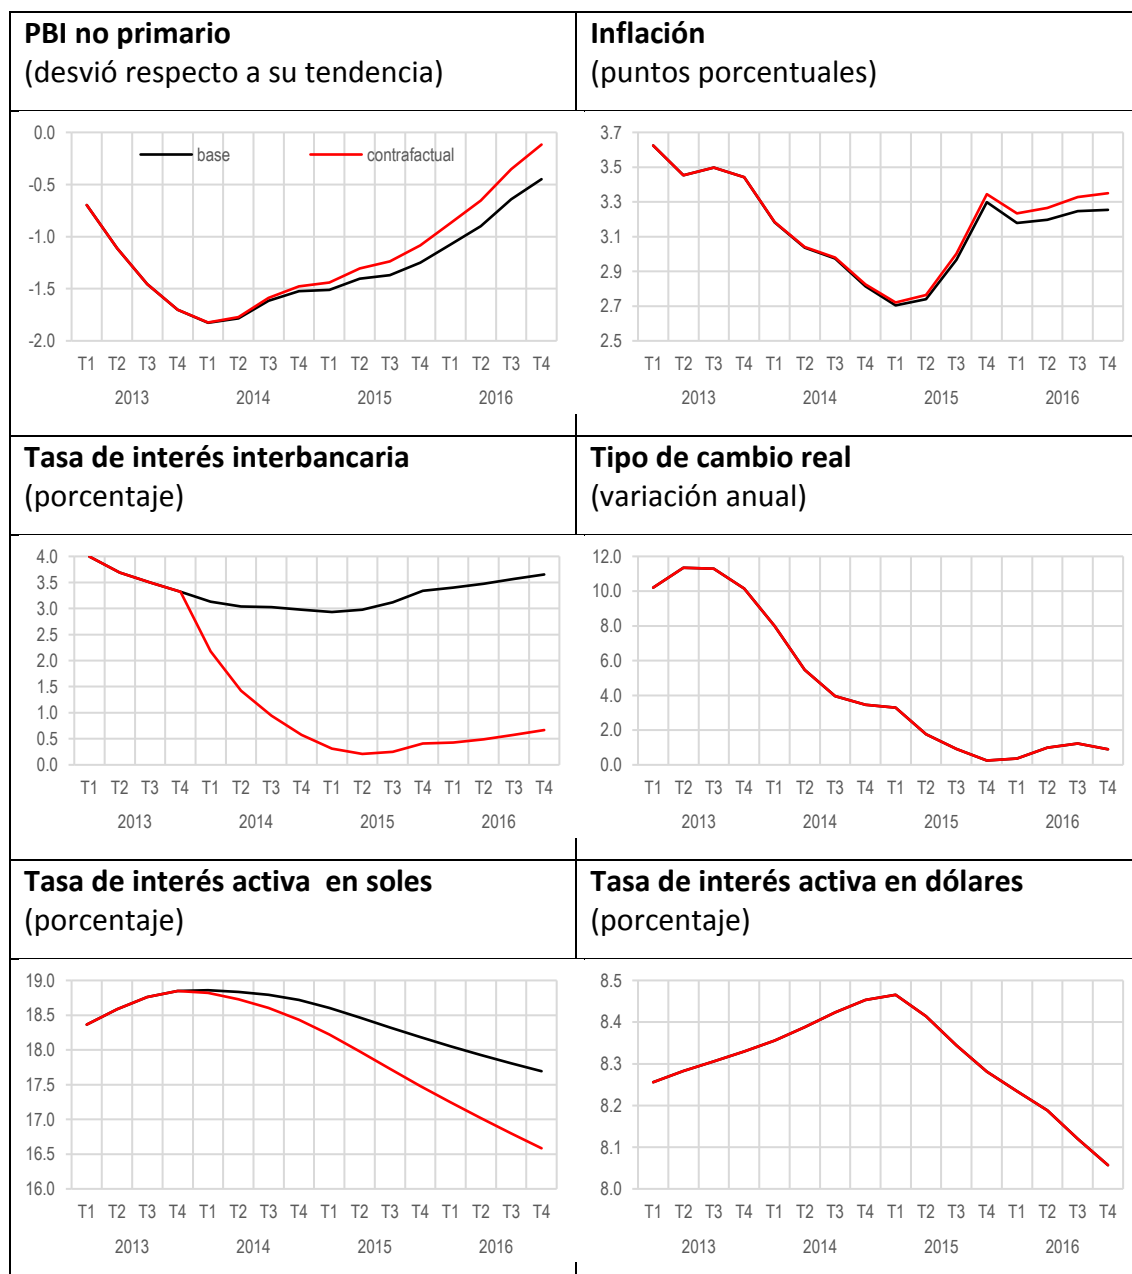 PBI no primario
(desvió respecto a su tendencia)
Inflación
(puntos porcentuales)
0.0
-0.5
-1.0
-1.5
-2.0
base
contrafactual
T1 T2 T3 T4 T1 T2 T3 T4 T1 T2 T3 T4 T1 T2 T3 T4
2013 2014 2015 2016
3.7
3.5
3.3
3.1
2.9
2.7
2.5
T1 T2 T3 T4 T1 T2 T3 T4 T1 T2 T3 T4 T1 T2 T3 T4
2013 2014 2015 2016
Tasa de interés interbancaria
(porcentaje)
Tipo de cambio real
(variación anual)
4.0
3.5
3.0
2.5
2.0
1.5
1.0
0.5
0.0
T1 T2 T3 T4 T1 T2 T3 T4 T1 T2 T3 T4 T1 T2 T3 T4
2013 2014 2015 2016
12.0
10.0
8.0
6.0
4.0
2.0
0.0
T1 T2 T3 T4 T1 T2 T3 T4 T1 T2 T3 T4 T1 T2 T3 T4
2013 2014 2015 2016
Tasa de interés activa en soles
(porcentaje)
Tasa de interés activa en dólares
(porcentaje)
19.0
18.5
18.0
17.5
17.0
16.5
16.0
T1 T2 T3 T4 T1 T2 T3 T4 T1 T2 T3 T4 T1 T2 T3 T4
2013 2014 2015 2016
8.5
8.4
8.3
8.2
8.1
8.0
T1 T2 T3 T4 T1 T2 T3 T4 T1 T2 T3 T4 T1 T2 T3 T4
2013 2014 2015 2016